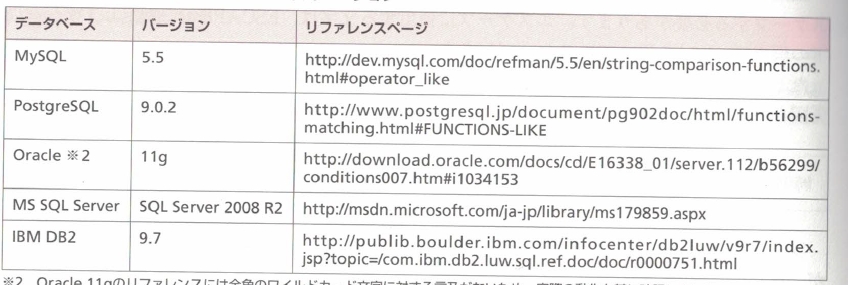 データベース
バージョン
リファレンスページ
MySQL
5.5
http://dev.mysql.com/doc/refman/5.5/en/string-comparison-functions.
html#operator_like
PostgreSQL
9.0.2
http://www.postgresql.jp/document/pg902doc/html/functions-
matching.html#FUNCTIONS-LIKE
Oracle ※2
11g
http://download.oracle.com/docs/cd/E16338_01/server.112/b56299/
conditions007.htm#i1034153
MS SQL Server
SQL Server 2008 R2
http://msdn.microsoft.com/ja-jp/library/ms179859.aspx
IBM DB2
9.7
http://publib.boulder.ibm.com/infocenter/db2luw/v9r7/index.
jsp?topic=/com.ibm.db2.luw.sql.ref.doc/doc/r0000751.html
※2 Oracle 11gのリファレンスには全角のワイルドカード文字に対する言及がないため